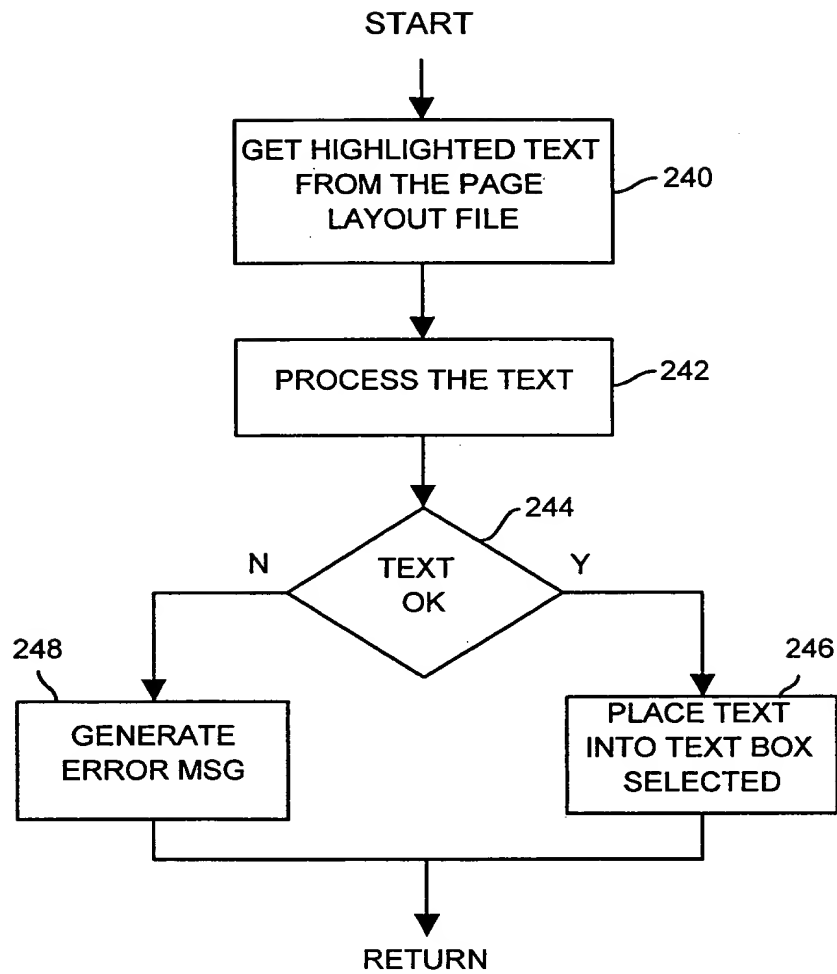 START
GET HIGHLIGHTED TEXT
FROM THE PAGE
LAYOUT FILE
240
PROCESS THE TEXT
242
244
N
TEXT
OK
Y
248
GENERATE
ERROR MSG
246
PLACE TEXT
INTO TEXT BOX
SELECTED
RETURN